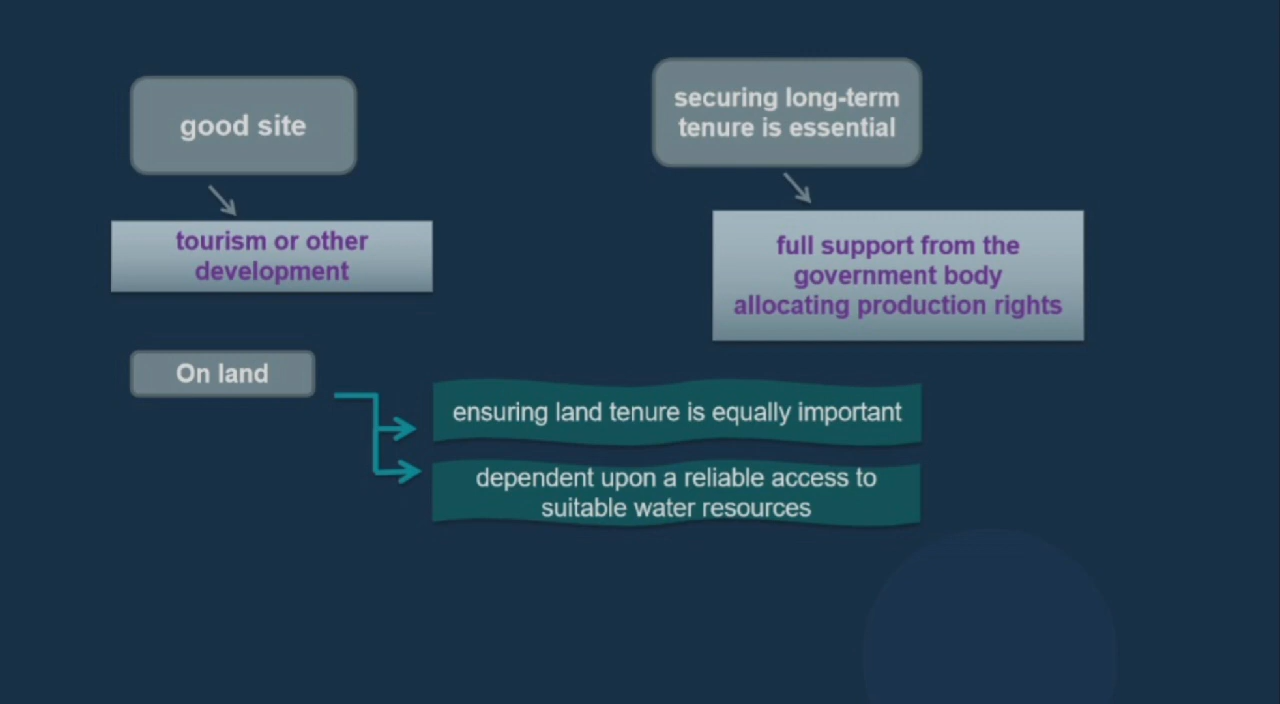 good site
tourism or other
development
securing long-term
tenure is essential
full support from the
government body
allocating production rights
On land
ensuring land tenure is equally important
dependent upon a reliable access to
suitable water resources